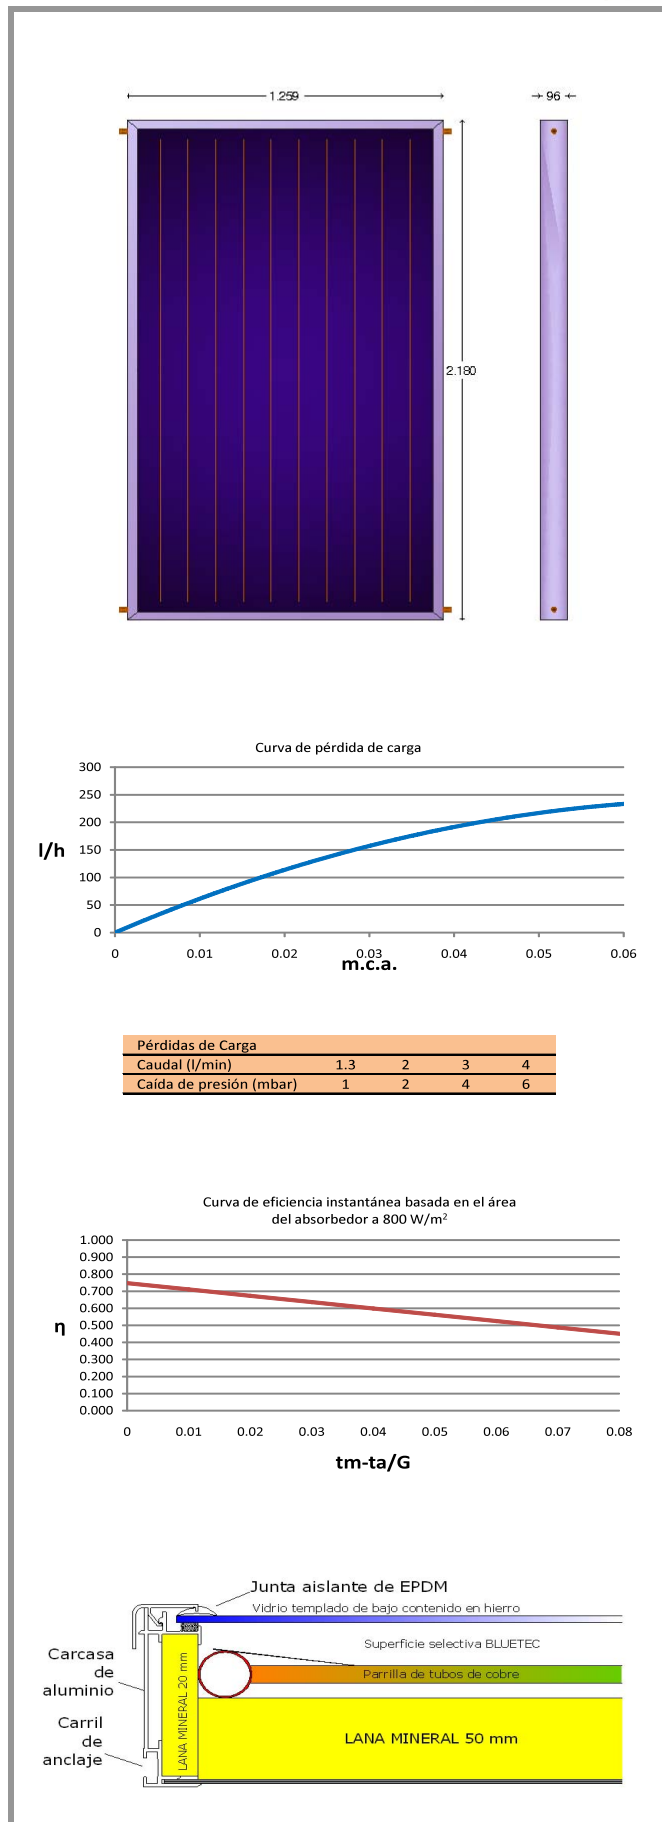 1.259
96
2.180
Curva de pérdida de carga
300
250
200
150
100
50
0
l/h
0 0.01 0.02 0.03 0.04 0.05 0.06
m.c.a.
Pérdidas de Carga
Caudal (l/min) 1.3 2 3 4
Caída de presión (mbar) 1 2 4 6
Curva de eficiencia instantánea basada en el área
del absorbedor a 800 W/m²
1.000
0.900
0.800
0.700
0.600
0.500
0.400
0.300
0.200
0.100
0.000
η
0 0.01 0.02 0.03 0.04 0.05 0.06 0.07 0.08
tm-ta/G
Junta aislante de EPDM
Vidrio templado de bajo contenido en hierro
Superficie selectiva BLUETEC
Parrilla de tubos de cobre
Carcasa
de
aluminio
LANA MINERAL 20 mm
Carril
de
anclaje
LANA MINERAL 50 mm